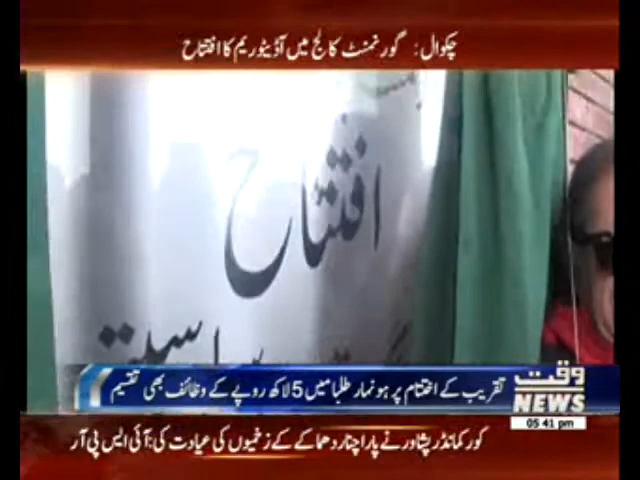 چکوال: گورنمنٹ کالج میں آڈیٹوریم کا افتتاح
افتتاح
تقریب کے اختتام پر ہونہار طلبا میں 5 لاکھ روپے کے وظائف بھی تقسیم
وقت
NEWS
05:41 pm
کور کمانڈر پشاور نے پارا چنار دھماکے کے زخمیوں کی عیادت کی: آئی ایس پی آر